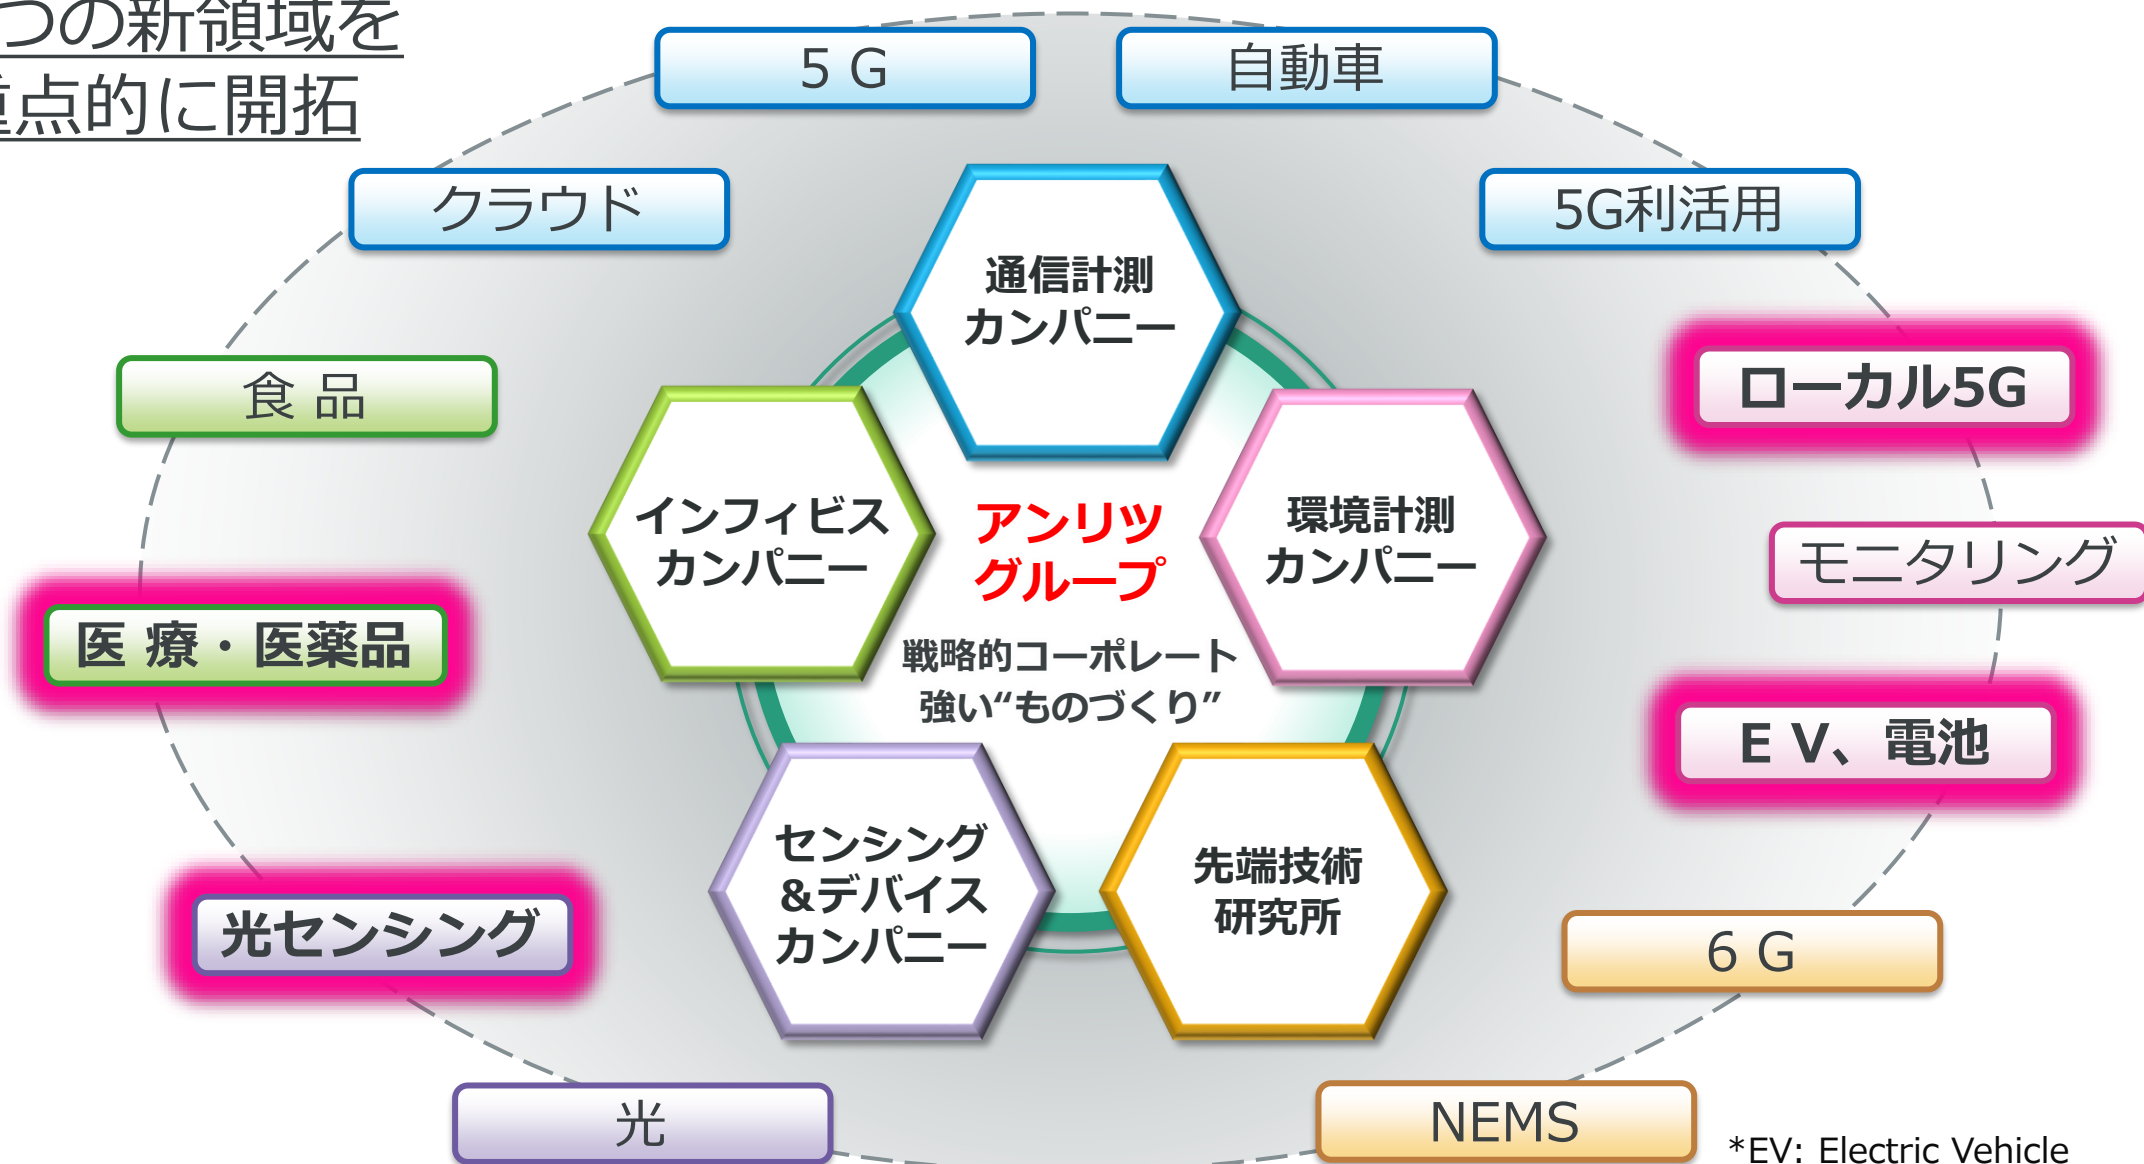 つの新領域を
重点的に開拓
5 G
自動車
クラウド
5G利活用
通信計測
カンパニー
食 品
ローカル5G
インフィビス
カンパニー
アンリツ
グループ
環境計測
カンパニー
モニタリング
医 療・医薬品
戦略的コーポレート
強い“ものづくり”
E V、電池
センシング
&デバイス
カンパニー
先端技術
研究所
光センシング
6 G
光
NEMS
*EV: Electric Vehicle